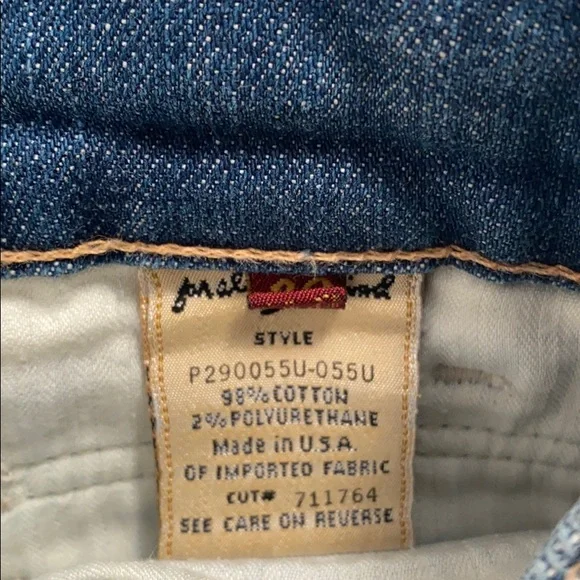 STYLE
P290055U-055U
98% COTTON
2% POLYURETHANE
Made in U.S.A.
OF IMPORTED FABRIC
CUT# 711764
SEE CARE ON REVERSE